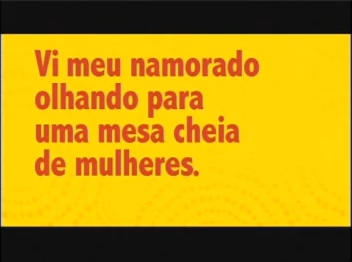 Vi meu namorado
olhando para
uma mesa cheia
de mulheres.